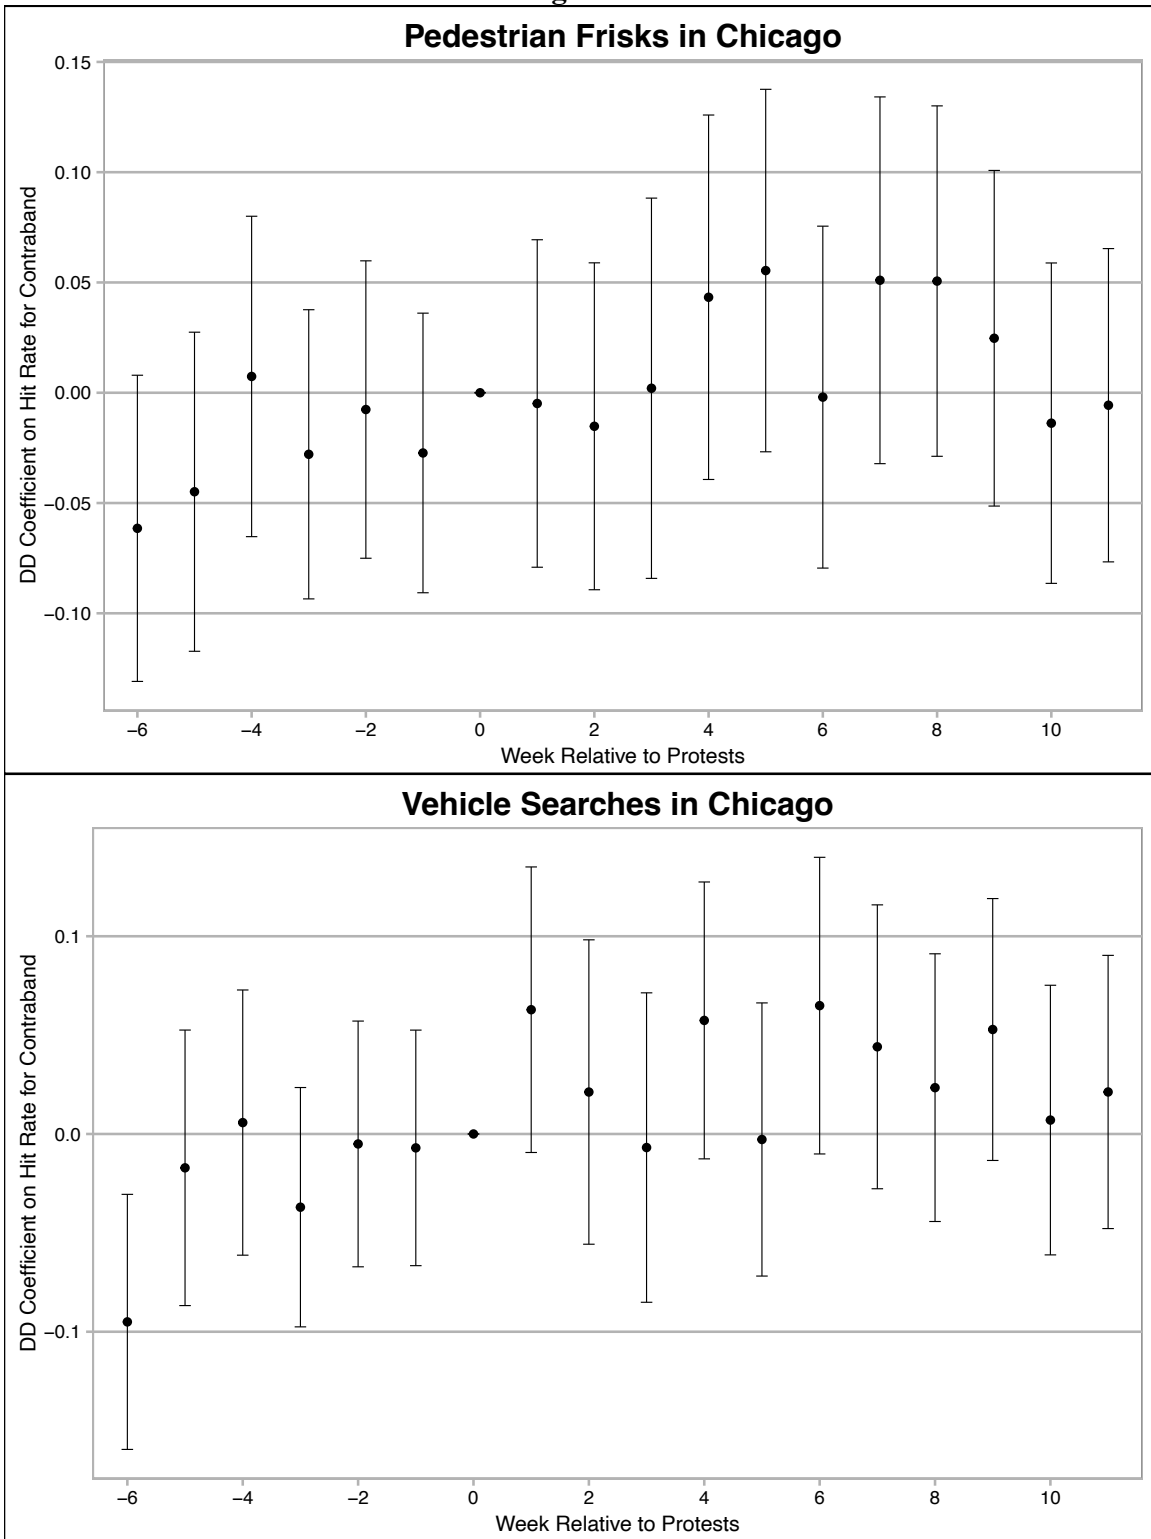 Pedestrian Frisks in Chicago
DD Coefficient on Hit Rate for Contraband
0.15
0.10
0.05
0.00
−0.05
−0.10
−6 −4 −2 0 2 4 6 8 10
Week Relative to Protests
Vehicle Searches in Chicago
DD Coefficient on Hit Rate for Contraband
0.1
0.0
−0.1
−6 −4 −2 0 2 4 6 8 10
Week Relative to Protests